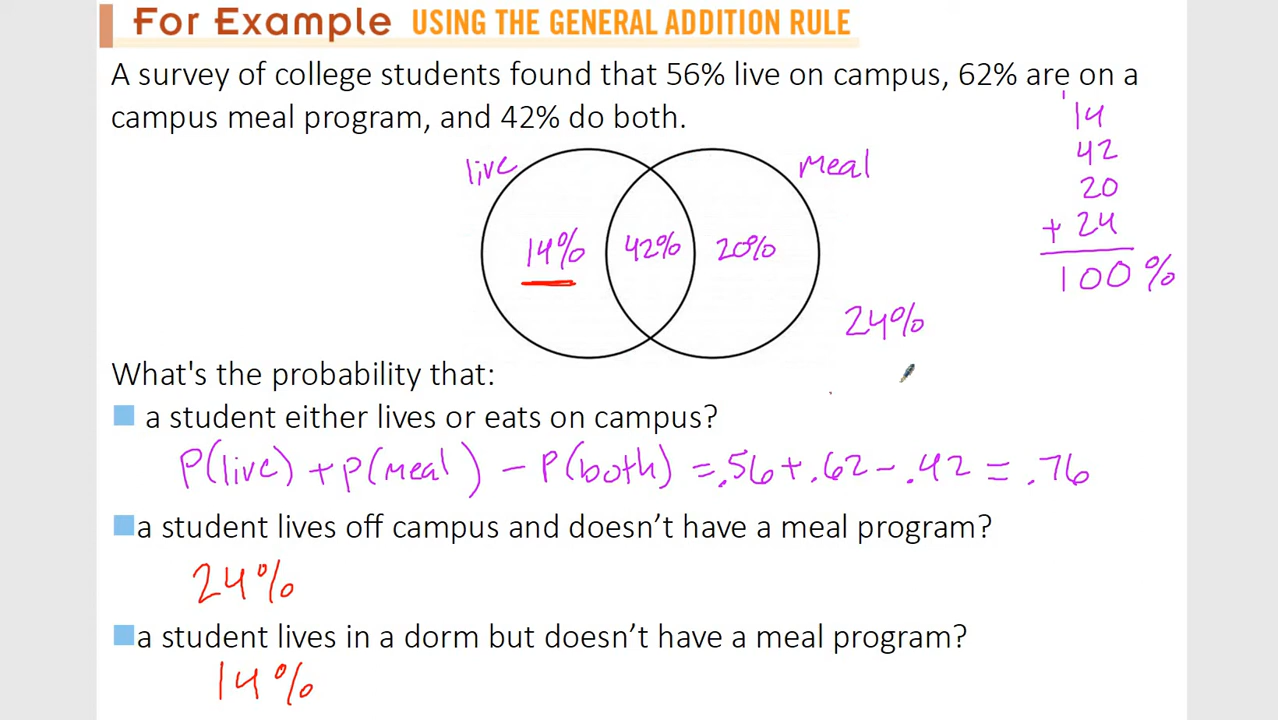 For Example USING THE GENERAL ADDITION RULE
A survey of college students found that 56% live on campus, 62% are on a
campus meal program, and 42% do both.
1
14
42
20
+ 24
100%
live
meal
14%
42%
20%
24%
What's the probability that:
a student either lives or eats on campus?
P(live) + P(meal) - P(both) = .56 + .62 - .42 = .76
a student lives off campus and doesn’t have a meal program?
24%
a student lives in a dorm but doesn’t have a meal program?
14%